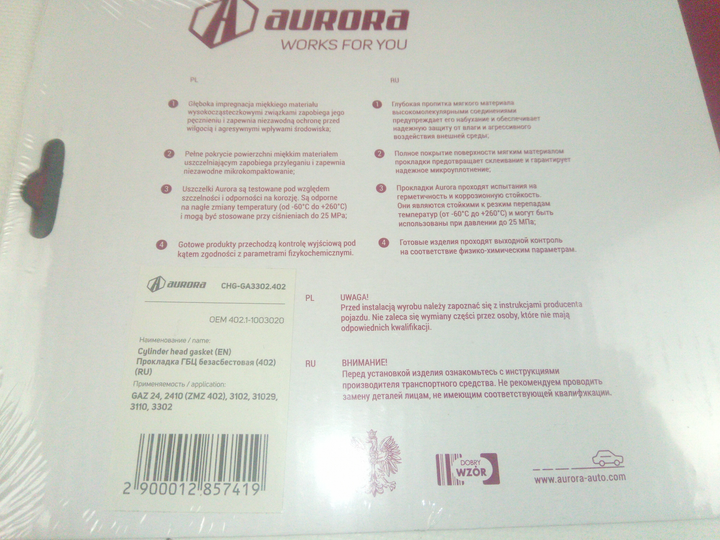 AURORA
WORKS FOR YOU
PL
1 Głęboka impregnacja miękkiego materiału
wysokocząsteczkowymi związkami zapobiega jego
pęcznieniu i zapewnia niezawodną ochronę przed
wilgocią i agresywnymi wpływami środowiska;
2 Pełne pokrycie powierzchni miękkim materiałem
uszczelniającym zapobiega przyleganiu i zapewnia
niezawodne mikrokompaktowanie;
3 Uszczelki Aurora są testowane pod względem
szczelności i odporności na korozję. Są odporne
na nagłe zmiany temperatury (od -60°C do +260°C)
i mogą być stosowane przy ciśnieniach do 25 MPa;
4 Gotowe produkty przechodzą kontrolę wyjściową pod
kątem zgodności z parametrami fizykochemicznymi.
RU
1 Глубокая пропитка мягкого материала
высокомолекулярными соединениями
предупреждает его набухание и обеспечивает
надежную защиту от влаги и агрессивного
воздействия внешней среды;
2 Полное покрытие поверхности мягким материалом
прокладки предотвращает склеивание и гарантирует
надежное микроуплотнение;
3 Прокладки Aurora проходят испытания на
герметичность и коррозионную стойкость.
Они являются стойкими к резким перепадам
температур (от -60°С до +260°С) и могут быть
использованы при давлении до 25 МПа;
4 Готовые изделия проходят выходной контроль
на соответствие физико-химическим параметрам.
AURORA CHG-GA3302.402
OEM 402.1-1003020
Наименование / name:
Cylinder head gasket (EN)
Прокладка ГБЦ безасбестовая (402)
(RU)
Применяемость / application:
GAZ 24, 2410 (ZMZ 402), 3102, 31029,
3110, 3302
2 900012 857419
PL UWAGA!
Przed instalacją wyrobu należy zapoznać się z instrukcjami producenta
pojazdu. Nie zaleca się wymiany części przez osoby, które nie mają
odpowiednich kwalifikacji.
RU ВНИМАНИЕ!
Перед установкой изделия ознакомьтесь с инструкциями
производителя транспортного средства. Не рекомендуем проводить
замену деталей лицам, не имеющим соответствующей квалификации.
DOBRY
WZÓR
www.aurora-auto.com